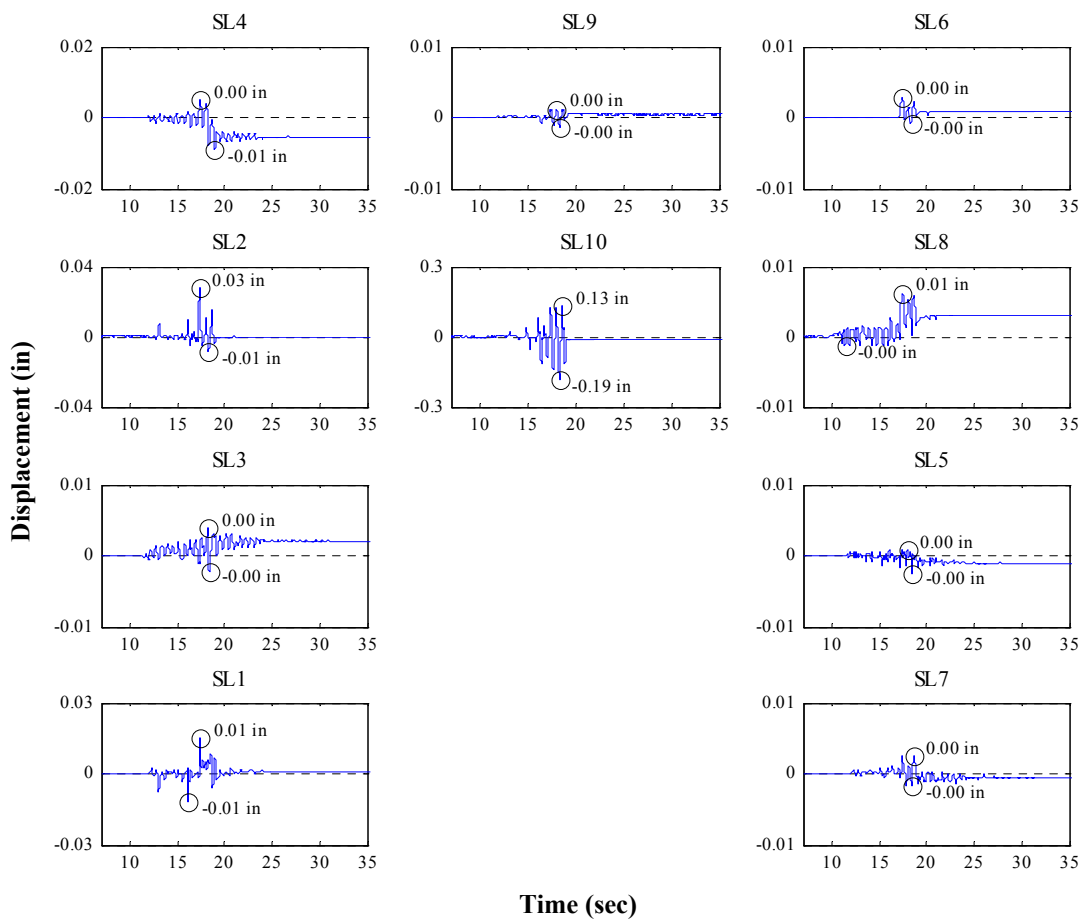 SL4 SL9 SL6
0.02 0.01 0.01
0.00 in 0.00 in 0.00 in
0 0 0
-0.01 in -0.00 in -0.00 in
-0.02 -0.01 -0.01
10 15 20 25 30 35 10 15 20 25 30 35 10 15 20 25 30 35
SL2 SL10 SL8
0.04 0.3 0.01
0.03 in 0.13 in 0.01 in
0 0 0
-0.01 in -0.19 in -0.00 in
-0.04 -0.3 -0.01
10 15 20 25 30 35 10 15 20 25 30 35 10 15 20 25 30 35
Displacement (in)
SL3 SL5
0.01 0.01
0.00 in 0.00 in
0 0
-0.00 in -0.00 in
-0.01 -0.01
10 15 20 25 30 35 10 15 20 25 30 35
SL1 SL7
0.03 0.01
0.01 in 0.00 in
0 0
-0.01 in -0.00 in
-0.03 -0.01
10 15 20 25 30 35 10 15 20 25 30 35
Time (sec)